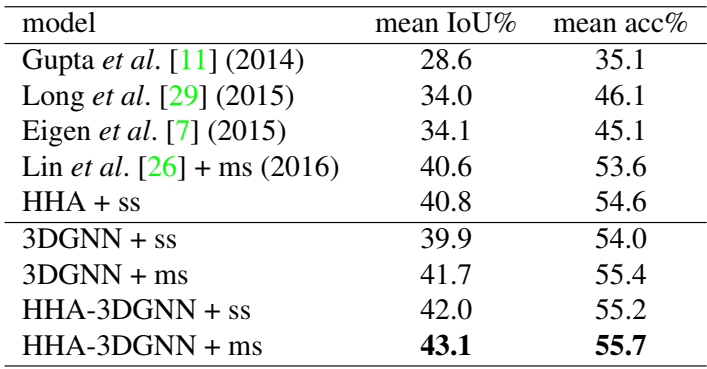 model mean IoU% mean acc%
Gupta et al. [11] (2014) 28.6 35.1
Long et al. [29] (2015) 34.0 46.1
Eigen et al. [7] (2015) 34.1 45.1
Lin et al. [26] + ms (2016) 40.6 53.6
HHA + ss 40.8 54.6
3DGNN + ss 39.9 54.0
3DGNN + ms 41.7 55.4
HHA-3DGNN + ss 42.0 55.2
HHA-3DGNN + ms 43.1 55.7